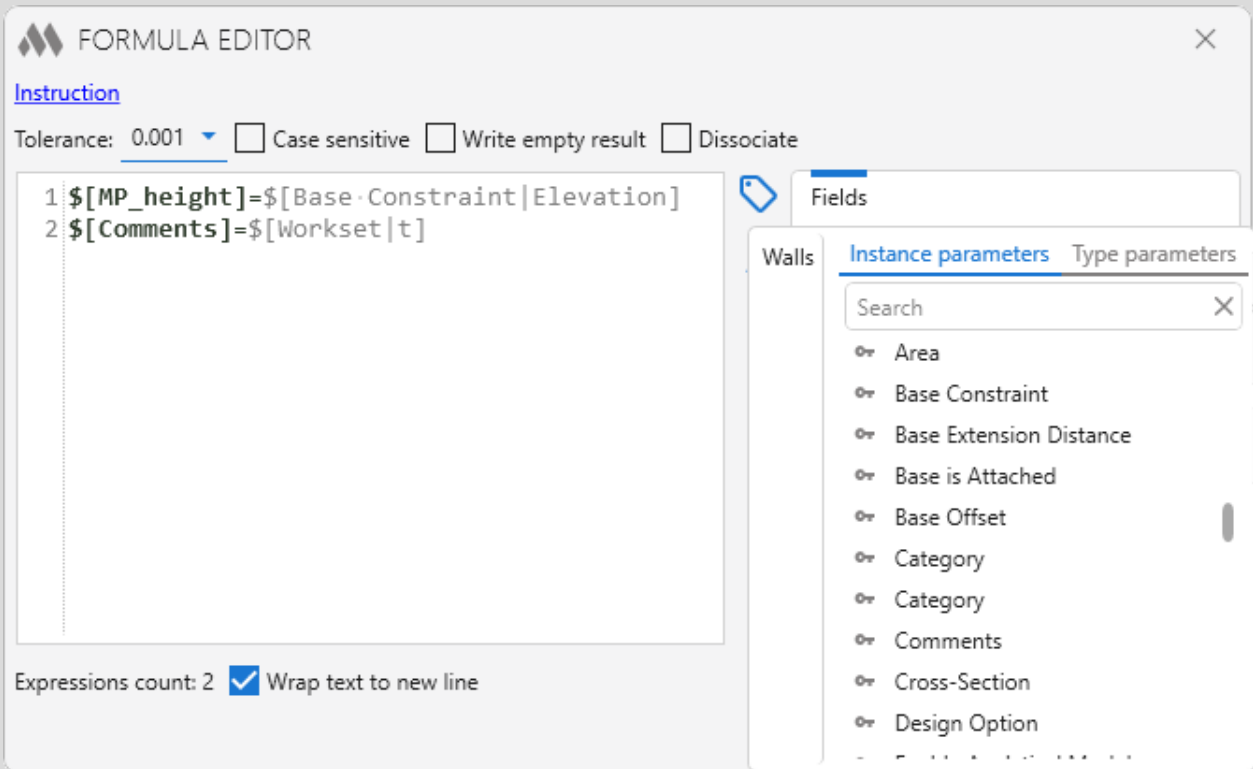 FORMULA EDITOR
Instruction
Tolerance: 0.001 Case sensitive Write empty result Dissociate
1 $[MP_height]=$[Base·Constraint|Elevation]
2 $[Comments]=$[Workset|t]
Fields
Walls
Instance parameters Type parameters
Search
Area
Base Constraint
Base Extension Distance
Base is Attached
Base Offset
Category
Category
Comments
Cross-Section
Design Option
Expressions count: 2 Wrap text to new line